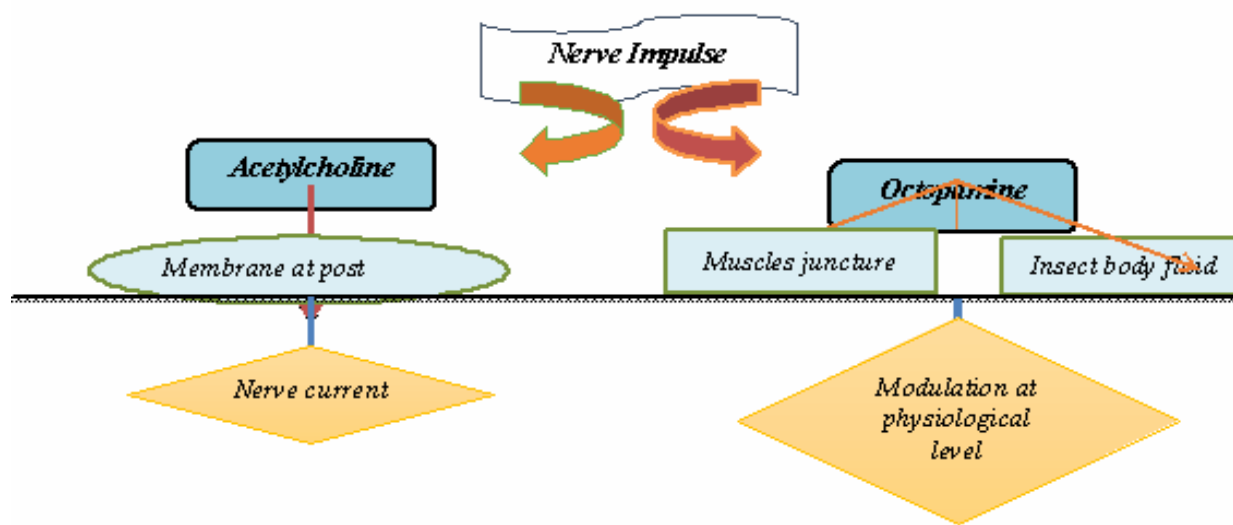 Nerve Impulse
Acetylcholine
Octopamine
Membrane at post
Muscles juncture
Insect body fluid
Nerve current
Modulation at
physiological
level